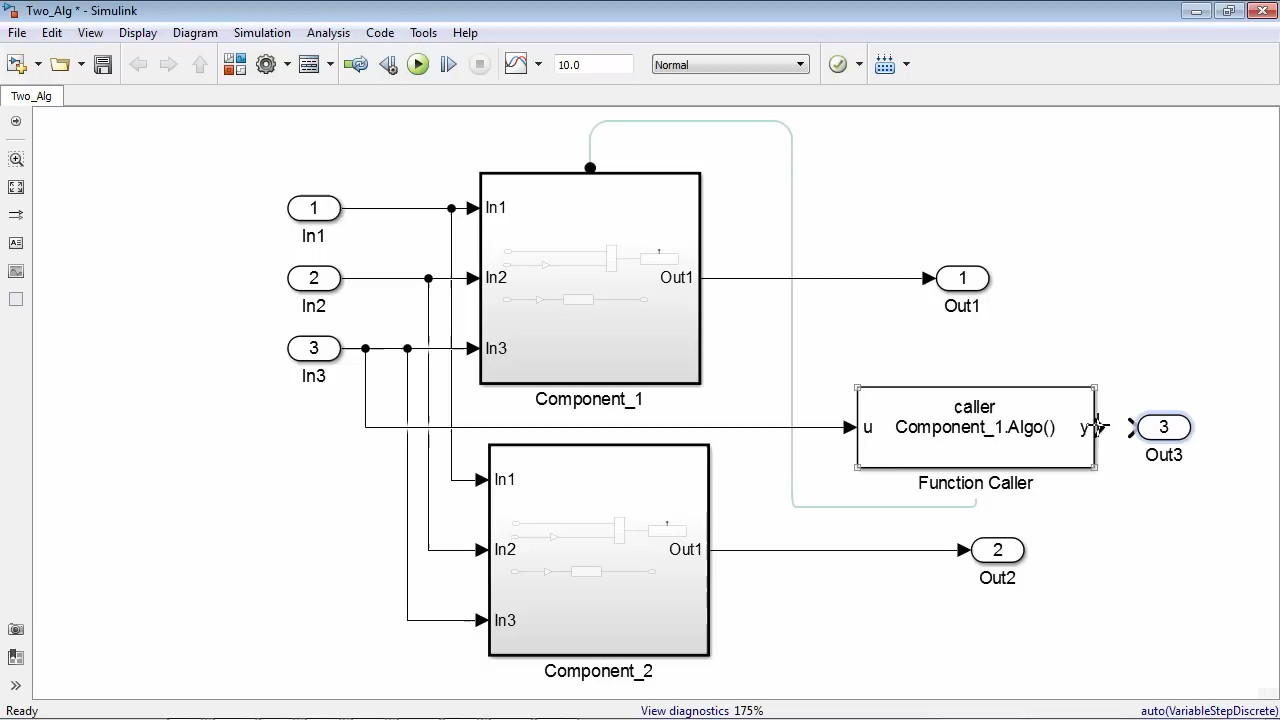 Two_Alg * - Simulink
File Edit View Display Diagram Simulation Analysis Code Tools Help
10.0 Normal
Two_Alg
1
In1
2
In2
3
In3
In1
In2
In3
Out1
Component_1
1
Out1
caller
u Component_1.Algo() y
Function Caller
3
Out3
In1
In2
In3
Out1
Component_2
2
Out2
Ready View diagnostics 175% auto(VariableStepDiscrete)